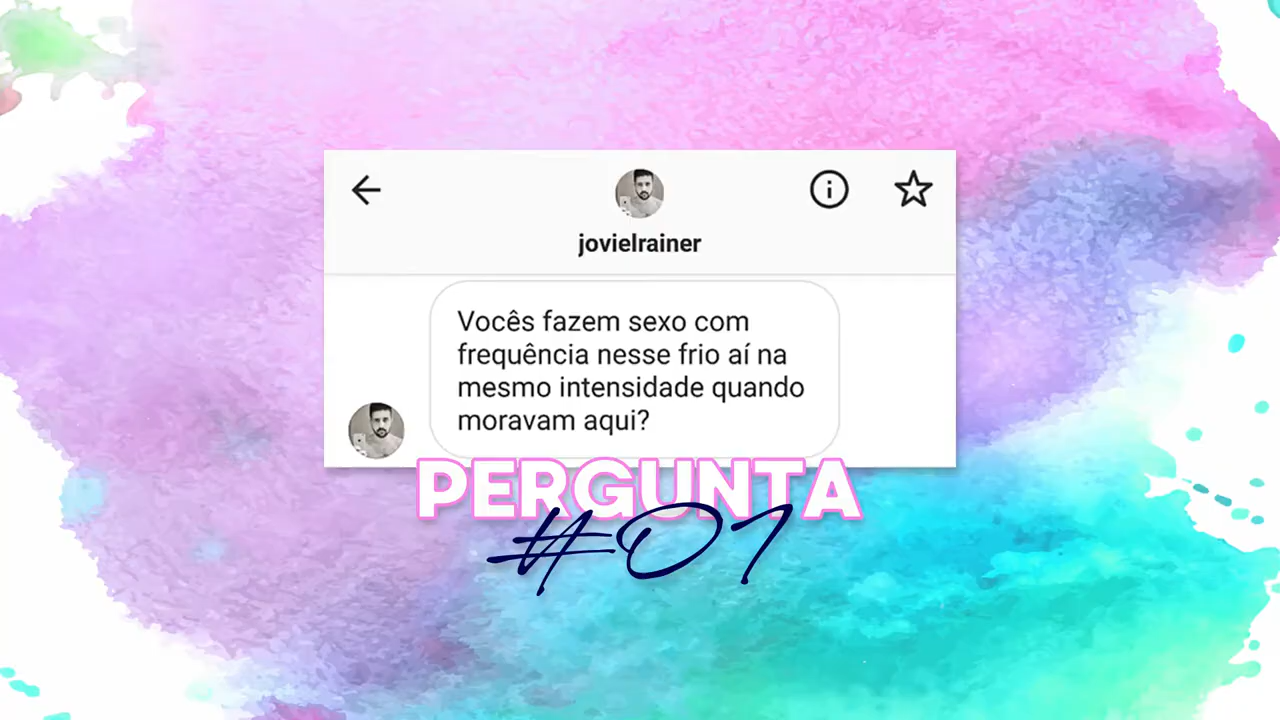 jovielrainer
Vocês fazem sexo com
frequência nesse frio aí na
mesmo intensidade quando
moravam aqui?
PERGUNTA
#01